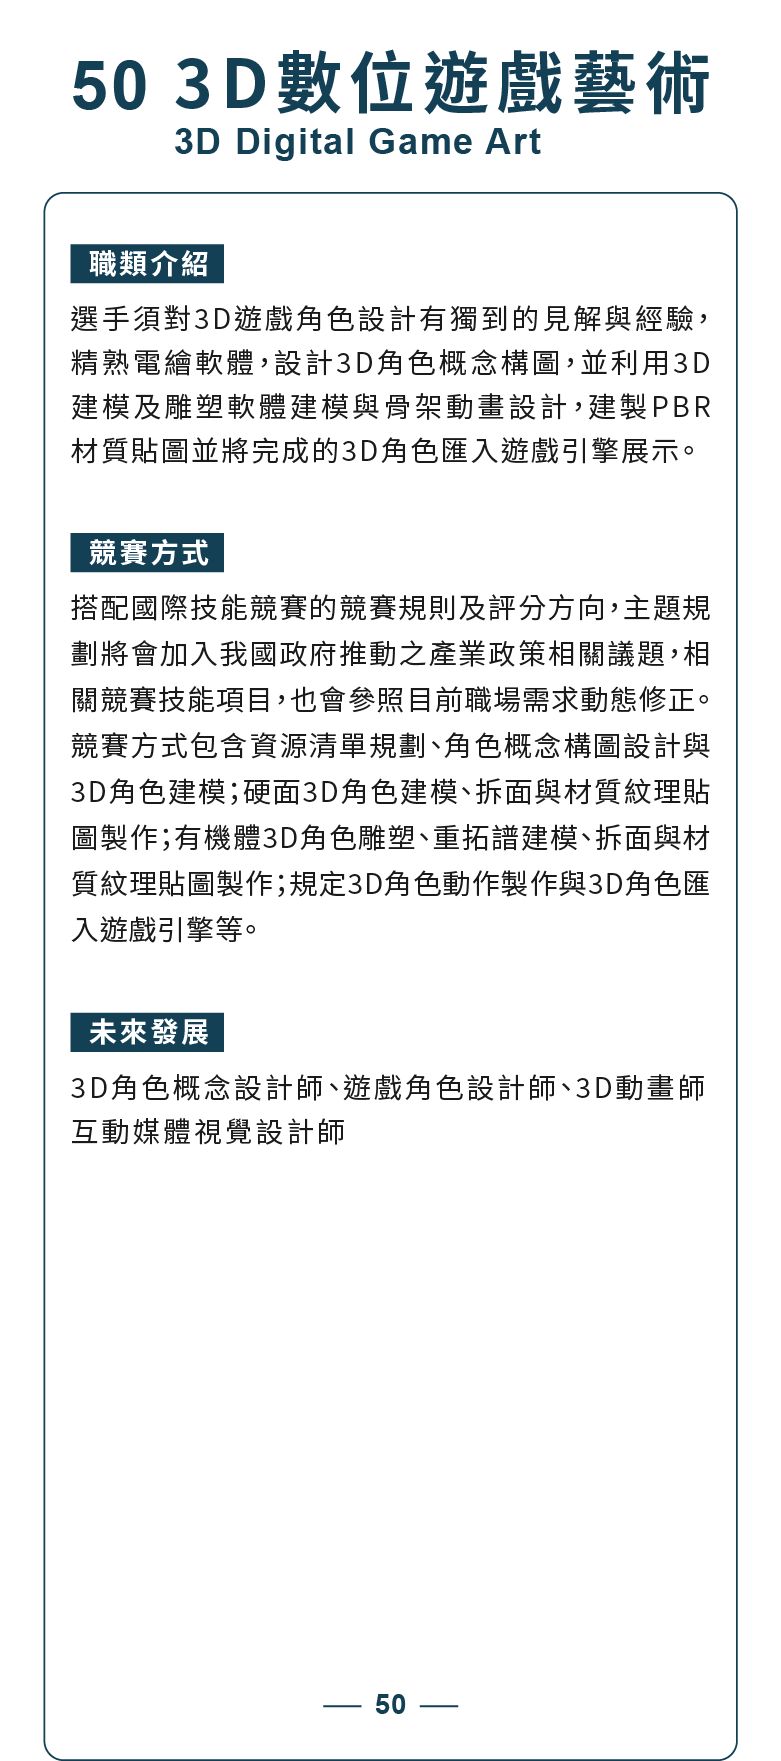 50 3D數位遊戲藝術
3D Digital Game Art
職類介紹
選手須對3D遊戲角色設計有獨到的見解與經驗，
精熟電繪軟體，設計3D角色概念構圖，並利用3D
建模及雕塑軟體建模與骨架動畫設計，建製PBR
材質貼圖並將完成的3D角色匯入遊戲引擎展示。
競賽方式
搭配國際技能競賽的競賽規則及評分方向，主題規
劃將會加入我國政府推動之產業政策相關議題，相
關競賽技能項目，也會參照目前職場需求動態修正。
競賽方式包含資源清單規劃、角色概念構圖設計與
3D角色建模；硬面3D角色建模、拆面與材質紋理貼
圖製作；有機體3D角色雕塑、重拓譜建模、拆面與材
質紋理貼圖製作；規定3D角色動作製作與3D角色匯
入遊戲引擎等。
未來發展
3D角色概念設計師、遊戲角色設計師、3D動畫師
互動媒體視覺設計師
50